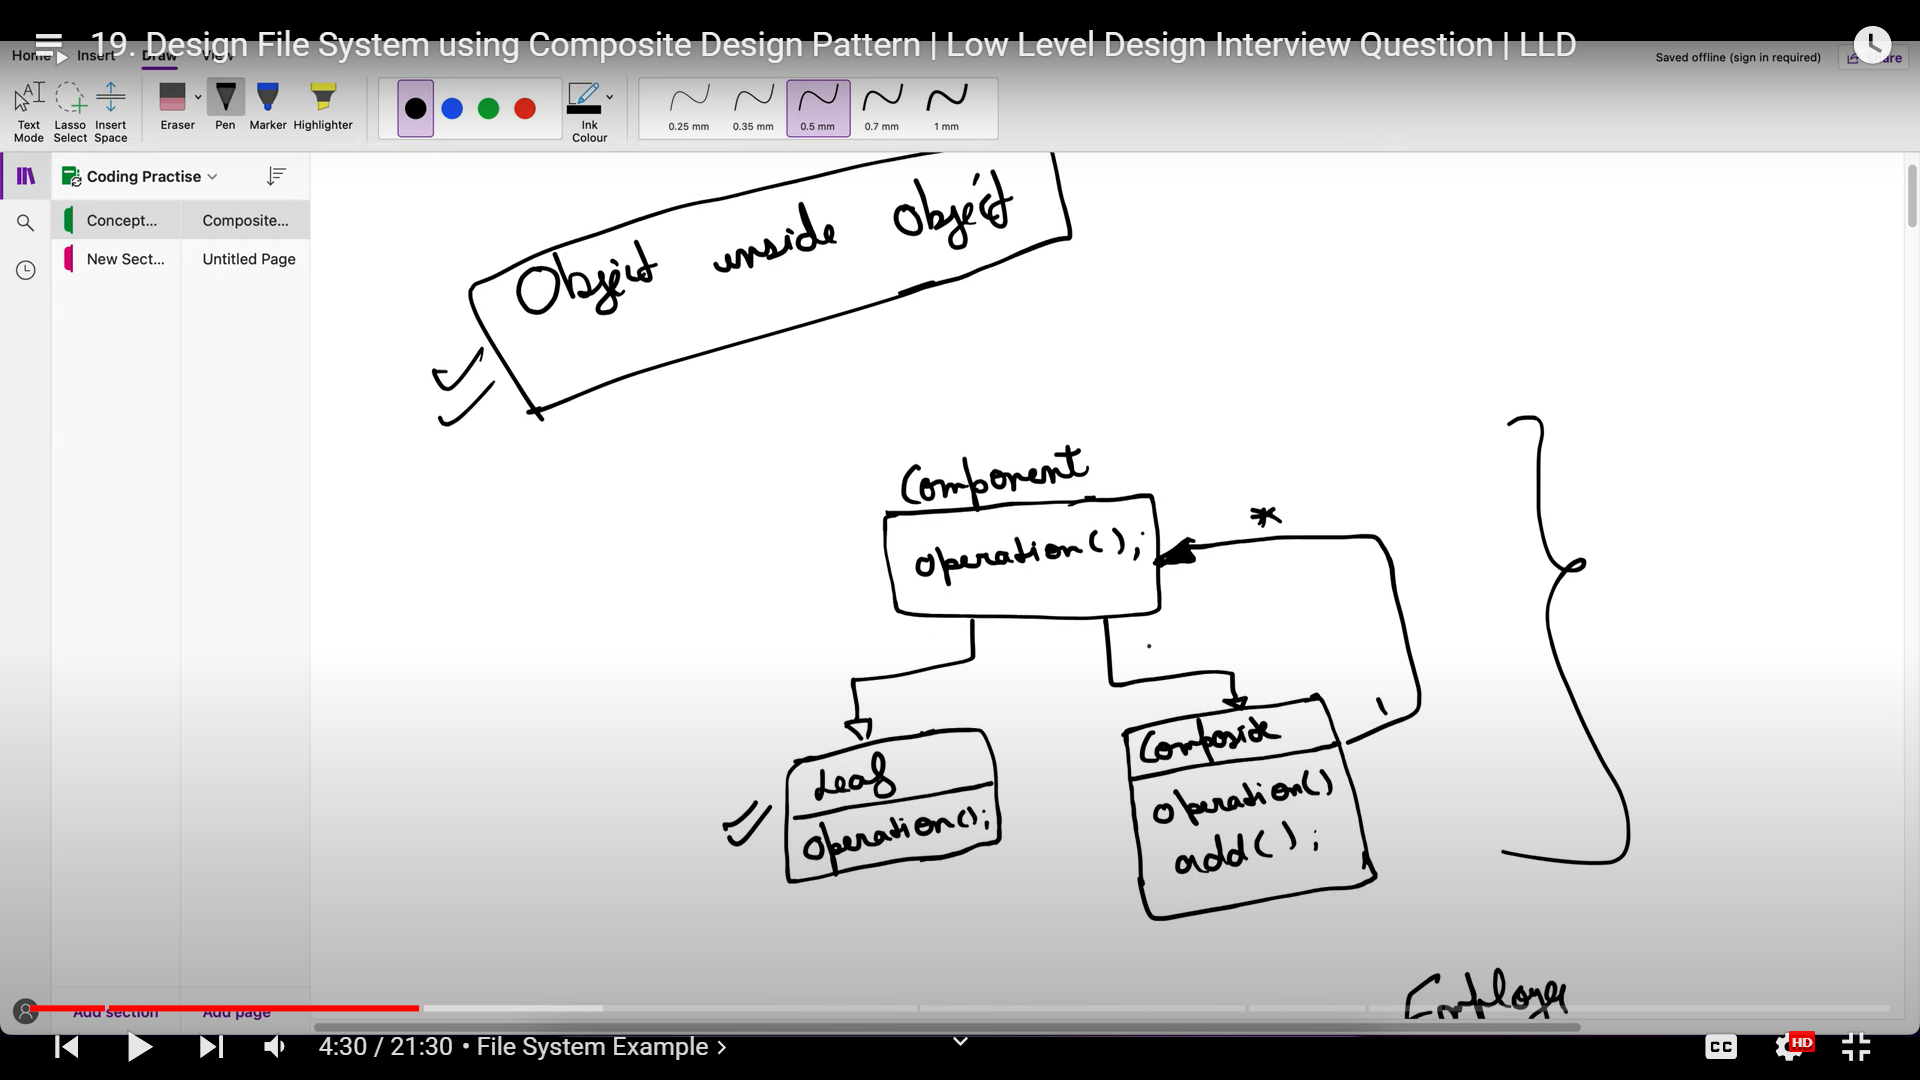 19. Design File System using Composite Design Pattern | Low Level Design Interview Question | LLD
Home Insert Draw View
Saved offline (sign in required) Share
Text Mode
Lasso Select
Insert Space
Eraser
Pen
Marker
Highlighter
Ink Colour
0.25 mm
0.35 mm
0.5 mm
0.7 mm
1 mm
Coding Practise
Concept... Composite...
New Sect... Untitled Page
Object inside Object
Component
*
operation();
1
Leaf
operation();
Composite
operation()
add();
Employee
Add section Add page
4:30 / 21:30 • File System Example
CC HD